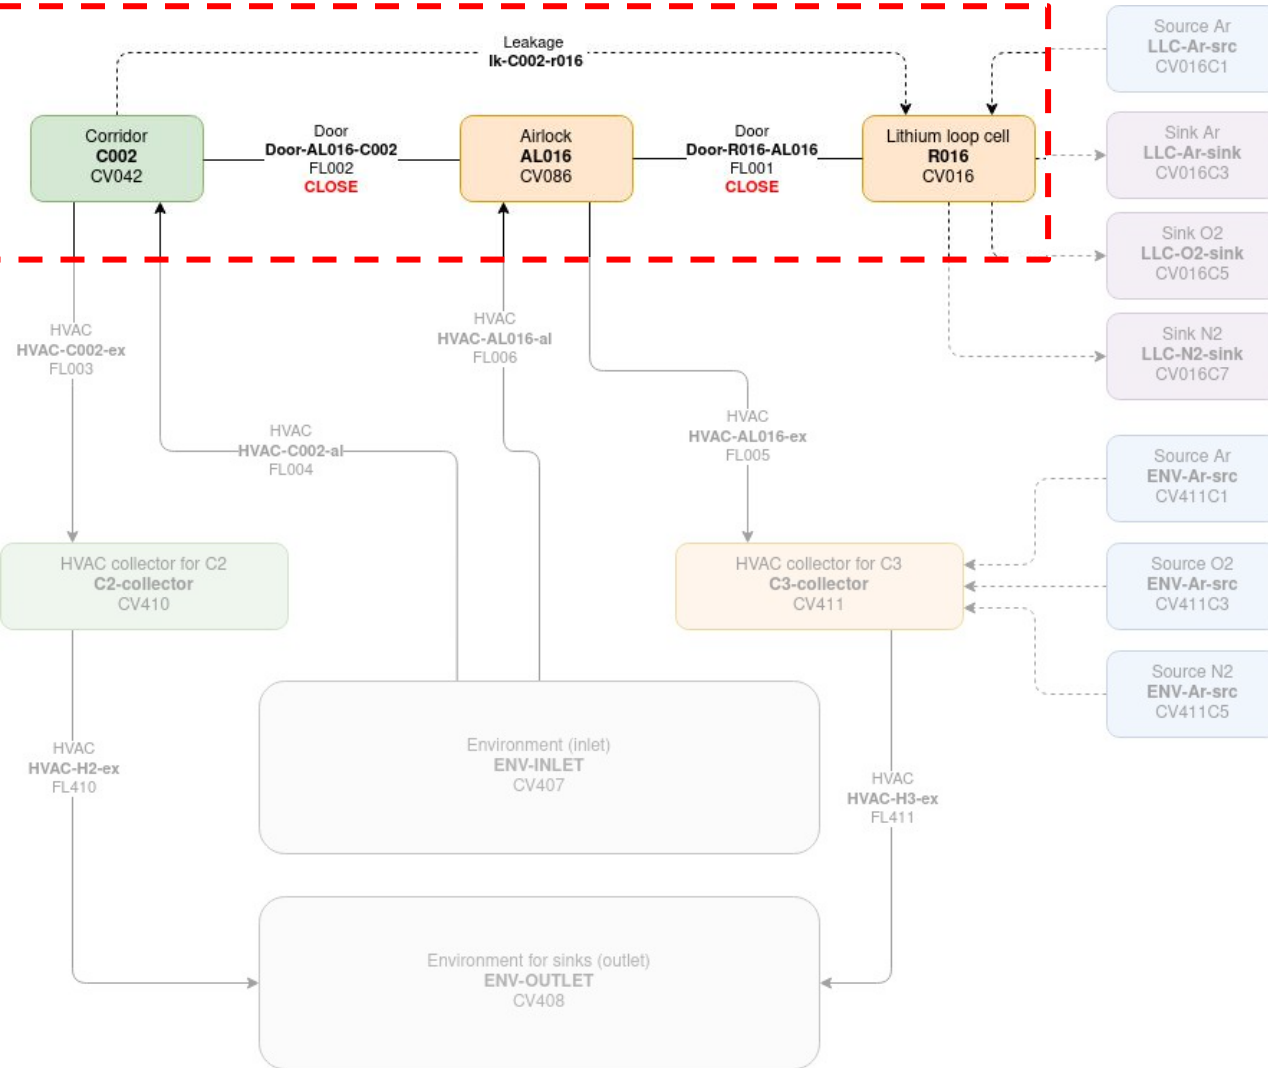 Leakage
lk-C002-r016
Corridor
C002
CV042
Door
Door-AL016-C002
FL002
CLOSE
Airlock
AL016
CV086
Door
Door-R016-AL016
FL001
CLOSE
Lithium loop cell
R016
CV016
Source Ar
LLC-Ar-src
CV016C1
Sink Ar
LLC-Ar-sink
CV016C3
Sink O2
LLC-O2-sink
CV016C5
Sink N2
LLC-N2-sink
CV016C7
HVAC
HVAC-C002-ex
FL003
HVAC
HVAC-C002-al
FL004
HVAC
HVAC-AL016-al
FL006
HVAC
HVAC-AL016-ex
FL005
Source Ar
ENV-Ar-src
CV411C1
Source O2
ENV-Ar-src
CV411C3
Source N2
ENV-Ar-src
CV411C5
HVAC collector for C2
C2-collector
CV410
HVAC collector for C3
C3-collector
CV411
HVAC
HVAC-H2-ex
FL410
Environment (inlet)
ENV-INLET
CV407
HVAC
HVAC-H3-ex
FL411
Environment for sinks (outlet)
ENV-OUTLET
CV408